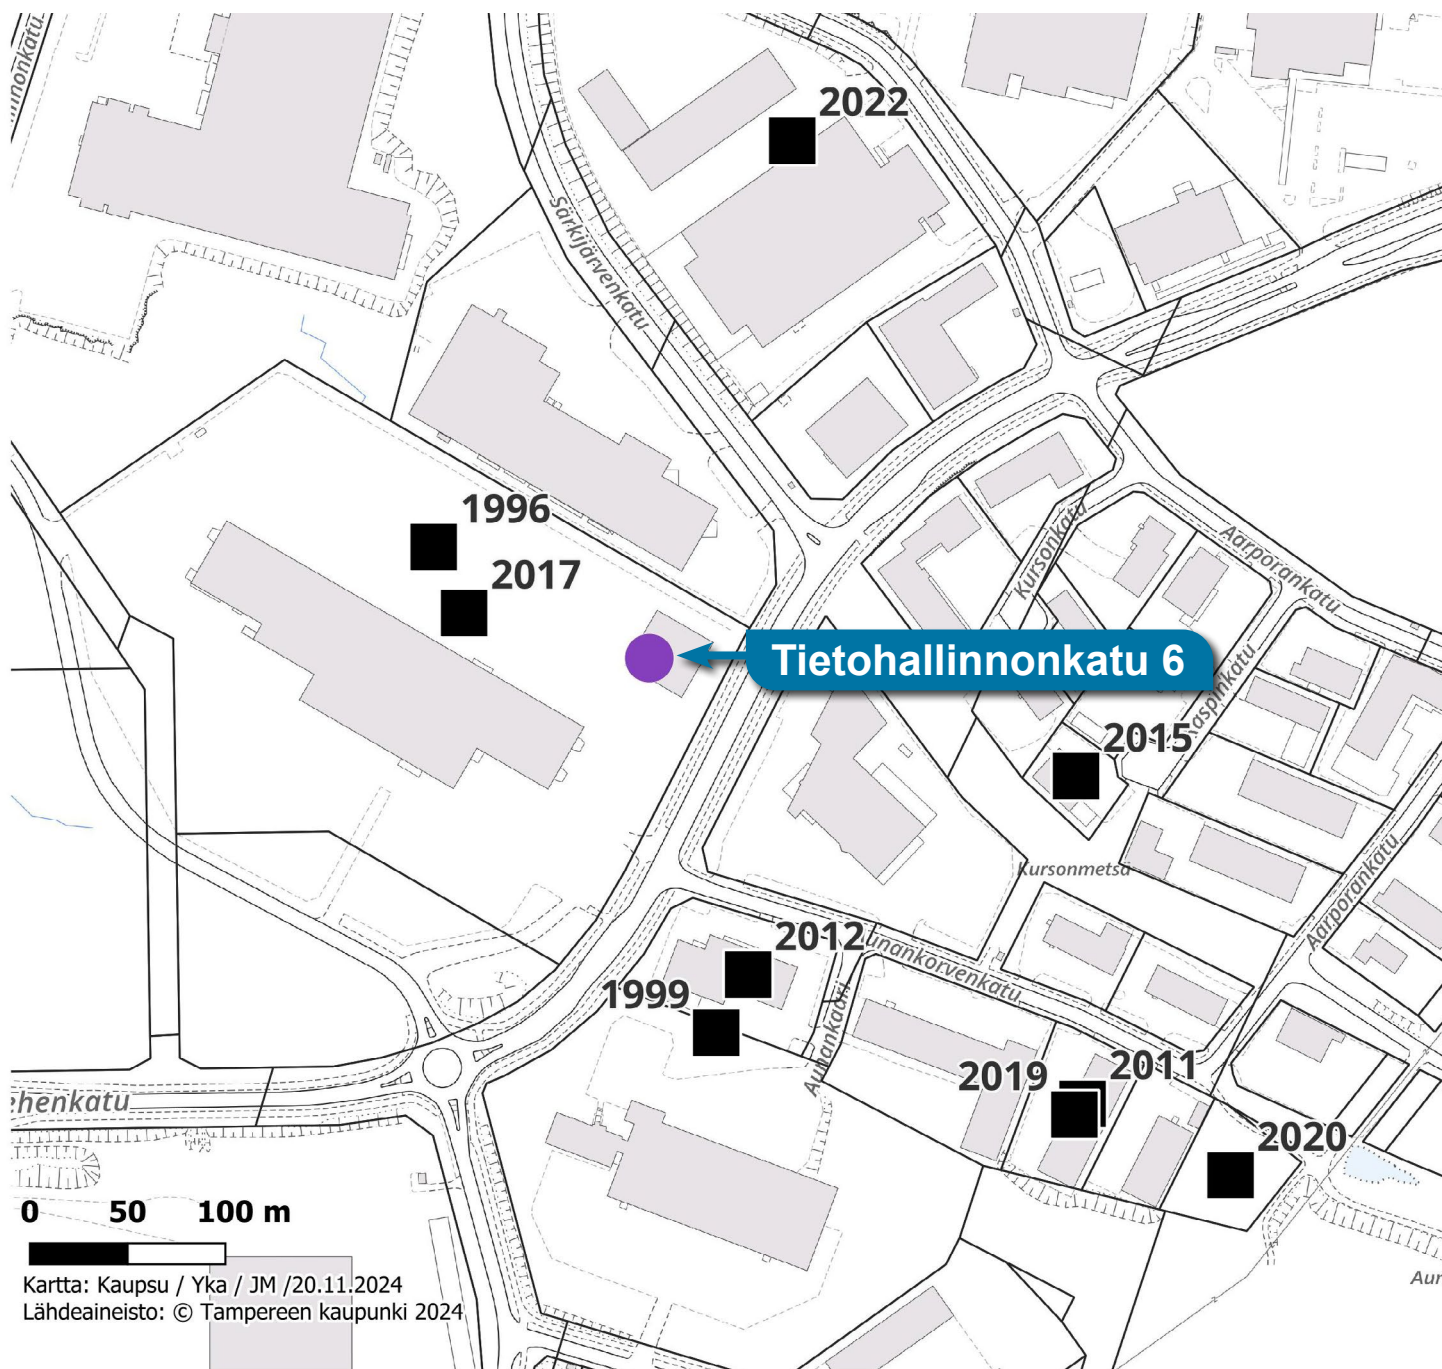 2022
Särkijärvenkatu
1996
2017
Tietohallinnonkatu 6
Kursonkatu
Aarporankatu
2015
Kursonmetsä
Aarporankatu
2012
1999
2019
2011
2020
0 50 100 m
Kartta: Kaupsu / Yka / JM /20.11.2024
Lähdeaineisto: © Tampereen kaupunki 2024